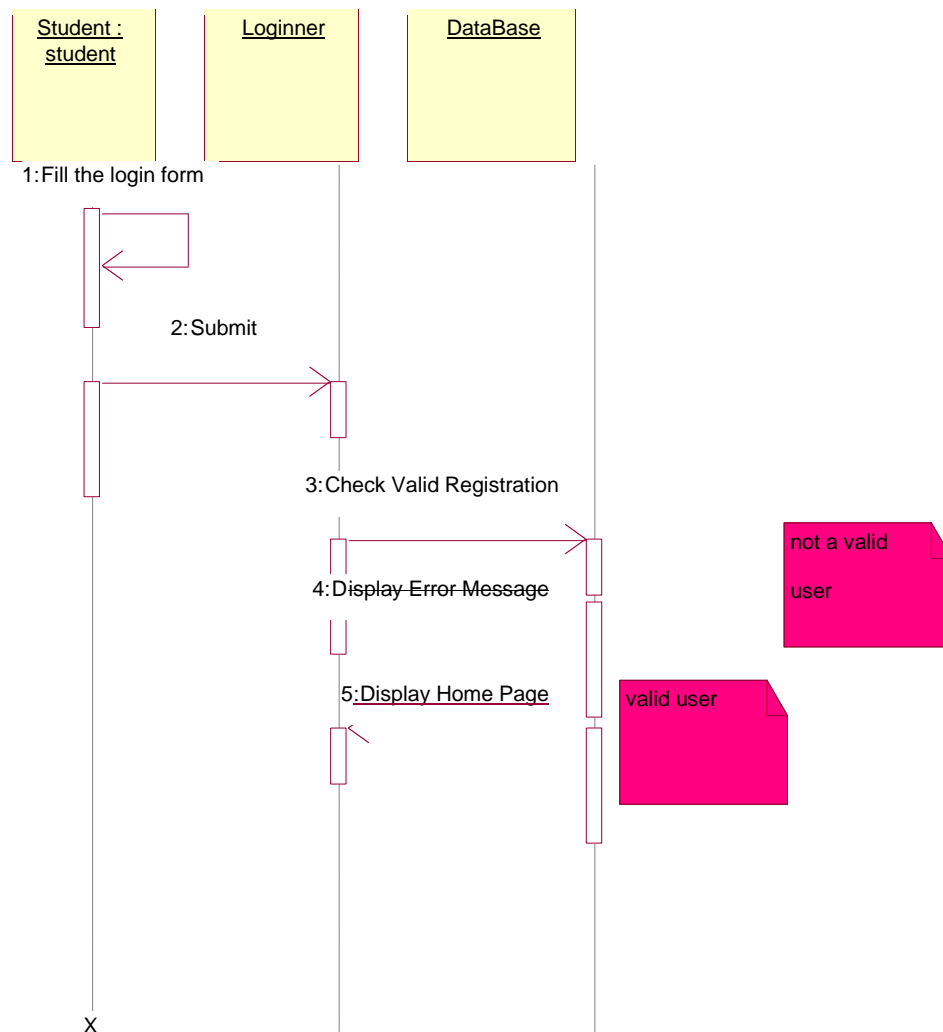 Student :
student
Loginner
DataBase
1:Fill the login form
2:Submit
3:Check Valid Registration
not a valid
user
4:Display Error Message
5:Display Home Page
valid user
X